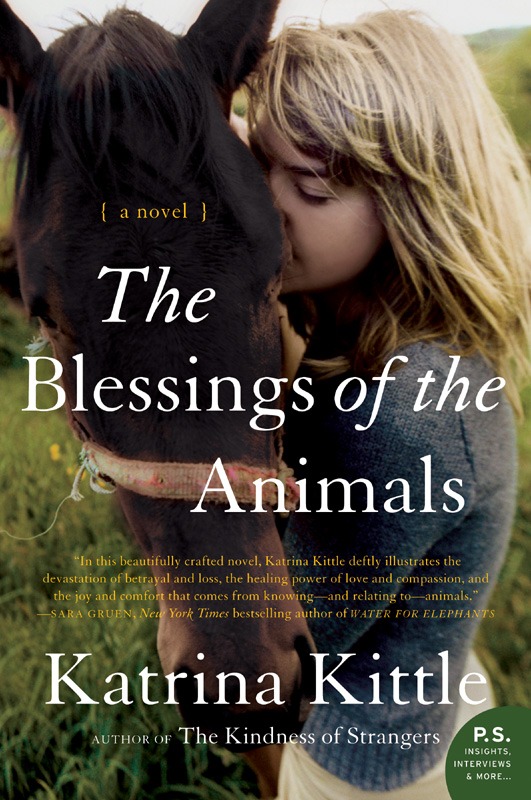 { a novel }
The
Blessings of the
Animals
“In this beautifully crafted novel, Katrina Kittle deftly illustrates the
devastation of betrayal and loss, the healing power of love and compassion, and
the joy and comfort that comes from knowing—and relating to—animals.”
—SARA GRUEN, New York Times bestselling author of WATER FOR ELEPHANTS
Katrina Kittle
AUTHOR OF The Kindness of Strangers
P.S.
INSIGHTS,
INTERVIEWS
& MORE...